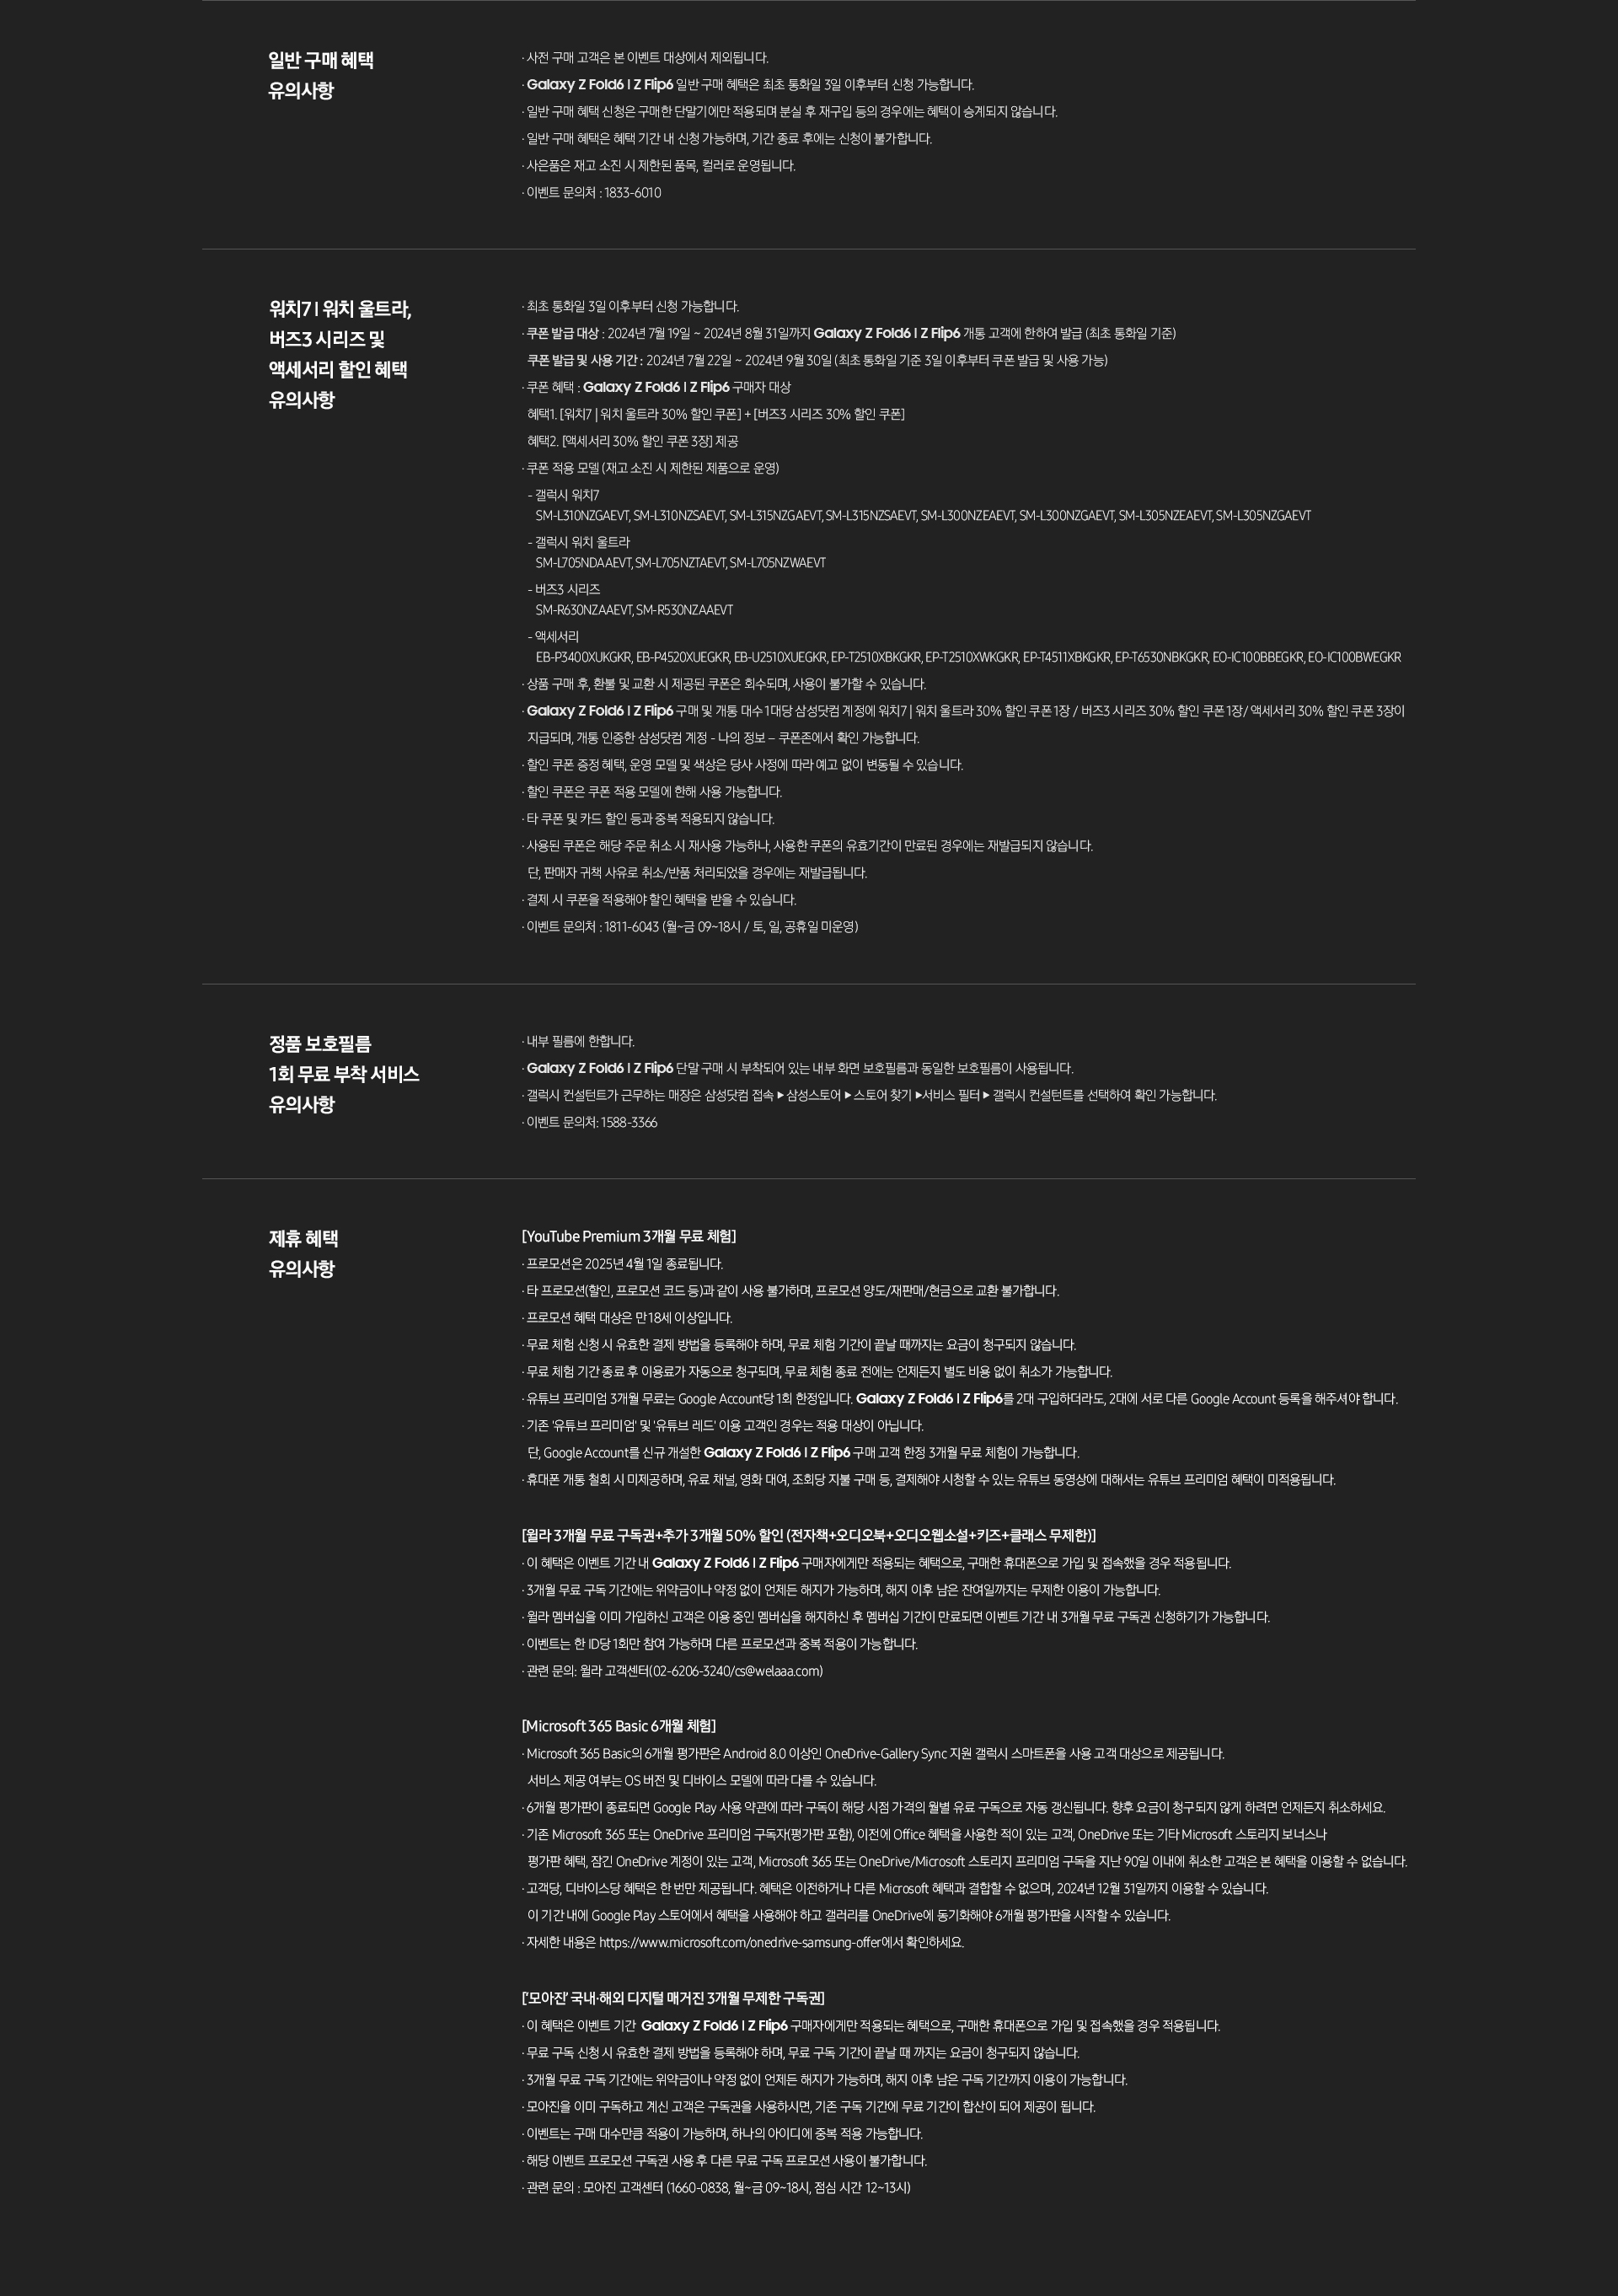 일반 구매 혜택
유의사항
· 사전 구매 고객은 본 이벤트 대상에서 제외됩니다.
· Galaxy Z Fold6 | Z Flip6 일반 구매 혜택은 최초 통화일 3일 이후부터 신청 가능합니다.
· 일반 구매 혜택 신청은 구매한 단말기에만 적용되며 분실 후 재구입 등의 경우에는 혜택이 승계되지 않습니다.
· 일반 구매 혜택은 혜택 기간 내 신청 가능하며, 기간 종료 후에는 신청이 불가합니다.
· 사은품은 재고 소진 시 제한된 품목, 컬러로 운영됩니다.
· 이벤트 문의처 : 1833-6010
워치7 | 워치 울트라,
버즈3 시리즈 및
액세서리 할인 혜택
유의사항
· 최초 통화일 3일 이후부터 신청 가능합니다.
· 쿠폰 발급 대상 : 2024년 7월 19일 ~ 2024년 8월 31일까지 Galaxy Z Fold6 | Z Flip6 개통 고객에 한하여 발급 (최초 통화일 기준)
쿠폰 발급 및 사용 기간 : 2024년 7월 22일 ~ 2024년 9월 30일 (최초 통화일 기준 3일 이후부터 쿠폰 발급 및 사용 가능)
· 쿠폰 혜택 : Galaxy Z Fold6 | Z Flip6 구매자 대상
혜택1. [워치7 | 워치 울트라 30% 할인 쿠폰] + [버즈3 시리즈 30% 할인 쿠폰]
혜택2. [액세서리 30% 할인 쿠폰 3장] 제공
· 쿠폰 적용 모델 (재고 소진 시 제한된 제품으로 운영)
- 갤럭시 워치7
SM-L310NZGAEVT, SM-L310NZSAEVT, SM-L315NZGAEVT, SM-L315NZSAEVT, SM-L300NZEAEVT, SM-L300NZGAEVT, SM-L305NZEAEVT, SM-L305NZGAEVT
- 갤럭시 워치 울트라
SM-L705NDAAEVT, SM-L705NZTAEVT, SM-L705NZWAEVT
- 버즈3 시리즈
SM-R630NZAAEVT, SM-R530NZAAEVT
- 액세서리
EB-P3400XUKGKR, EB-P4520XUEGKR, EB-U2510XUEGKR, EP-T2510XBKGKR, EP-T2510XWKGKR, EP-T4511XBKGKR, EP-T6530NBKGKR, EO-IC100BBEGKR, EO-IC100BWEGKR
· 상품 구매 후, 환불 및 교환 시 제공된 쿠폰은 회수되며, 사용이 불가할 수 있습니다.
· Galaxy Z Fold6 | Z Flip6 구매 및 개통 대수 1대당 삼성닷컴 계정에 워치7 | 워치 울트라 30% 할인 쿠폰 1장 / 버즈3 시리즈 30% 할인 쿠폰 1장/ 액세서리 30% 할인 쿠폰 3장이
지급되며, 개통 인증한 삼성닷컴 계정 - 나의 정보 – 쿠폰존에서 확인 가능합니다.
· 할인 쿠폰 증정 혜택, 운영 모델 및 색상은 당사 사정에 따라 예고 없이 변동될 수 있습니다.
· 할인 쿠폰은 쿠폰 적용 모델에 한해 사용 가능합니다.
· 타 쿠폰 및 카드 할인 등과 중복 적용되지 않습니다.
· 사용된 쿠폰은 해당 주문 취소 시 재사용 가능하나, 사용한 쿠폰의 유효기간이 만료된 경우에는 재발급되지 않습니다.
단, 판매자 귀책 사유로 취소/반품 처리되었을 경우에는 재발급됩니다.
· 결제 시 쿠폰을 적용해야 할인 혜택을 받을 수 있습니다.
· 이벤트 문의처 : 1811-6043 (월~금 09~18시 / 토, 일, 공휴일 미운영)
정품 보호필름
1회 무료 부착 서비스
유의사항
· 내부 필름에 한합니다.
· Galaxy Z Fold6 | Z Flip6 단말 구매 시 부착되어 있는 내부 화면 보호필름과 동일한 보호필름이 사용됩니다.
· 갤럭시 컨설턴트가 근무하는 매장은 삼성닷컴 접속 ▶ 삼성스토어 ▶ 스토어 찾기 ▶서비스 필터 ▶ 갤럭시 컨설턴트를 선택하여 확인 가능합니다.
· 이벤트 문의처: 1588-3366
제휴 혜택
유의사항
[YouTube Premium 3개월 무료 체험]
· 프로모션은 2025년 4월 1일 종료됩니다.
· 타 프로모션(할인, 프로모션 코드 등)과 같이 사용 불가하며, 프로모션 양도/재판매/현금으로 교환 불가합니다.
· 프로모션 혜택 대상은 만 18세 이상입니다.
· 무료 체험 신청 시 유효한 결제 방법을 등록해야 하며, 무료 체험 기간이 끝날 때까지는 요금이 청구되지 않습니다.
· 무료 체험 기간 종료 후 이용료가 자동으로 청구되며, 무료 체험 종료 전에는 언제든지 별도 비용 없이 취소가 가능합니다.
· 유튜브 프리미엄 3개월 무료는 Google Account당 1회 한정입니다. Galaxy Z Fold6 | Z Flip6를 2대 구입하더라도, 2대에 서로 다른 Google Account 등록을 해주셔야 합니다.
· 기존 '유튜브 프리미엄' 및 '유튜브 레드' 이용 고객인 경우는 적용 대상이 아닙니다.
단, Google Account를 신규 개설한 Galaxy Z Fold6 | Z Flip6 구매 고객 한정 3개월 무료 체험이 가능합니다.
· 휴대폰 개통 철회 시 미제공하며, 유료 채널, 영화 대여, 조회당 지불 구매 등, 결제해야 시청할 수 있는 유튜브 동영상에 대해서는 유튜브 프리미엄 혜택이 미적용됩니다.
[윌라 3개월 무료 구독권+추가 3개월 50% 할인 (전자책+오디오북+오디오웹소설+키즈+클래스 무제한)]
· 이 혜택은 이벤트 기간 내 Galaxy Z Fold6 | Z Flip6 구매자에게만 적용되는 혜택으로, 구매한 휴대폰으로 가입 및 접속했을 경우 적용됩니다.
· 3개월 무료 구독 기간에는 위약금이나 약정 없이 언제든 해지가 가능하며, 해지 이후 남은 잔여일까지는 무제한 이용이 가능합니다.
· 윌라 멤버십을 이미 가입하신 고객은 이용 중인 멤버십을 해지하신 후 멤버십 기간이 만료되면 이벤트 기간 내 3개월 무료 구독권 신청하기가 가능합니다.
· 이벤트는 한 ID당 1회만 참여 가능하며 다른 프로모션과 중복 적용이 가능합니다.
· 관련 문의: 윌라 고객센터(02-6206-3240/cs@welaaa.com)
[Microsoft 365 Basic 6개월 체험]
· Microsoft 365 Basic의 6개월 평가판은 Android 8.0 이상인 OneDrive-Gallery Sync 지원 갤럭시 스마트폰을 사용 고객 대상으로 제공됩니다.
서비스 제공 여부는 OS 버전 및 디바이스 모델에 따라 다를 수 있습니다.
· 6개월 평가판이 종료되면 Google Play 사용 약관에 따라 구독이 해당 시점 가격의 월별 유료 구독으로 자동 갱신됩니다. 향후 요금이 청구되지 않게 하려면 언제든지 취소하세요.
· 기존 Microsoft 365 또는 OneDrive 프리미엄 구독자(평가판 포함), 이전에 Office 혜택을 사용한 적이 있는 고객, OneDrive 또는 기타 Microsoft 스토리지 보너스나
평가판 혜택, 잠긴 OneDrive 계정이 있는 고객, Microsoft 365 또는 OneDrive/Microsoft 스토리지 프리미엄 구독을 지난 90일 이내에 취소한 고객은 본 혜택을 이용할 수 없습니다.
· 고객당, 디바이스당 혜택은 한 번만 제공됩니다. 혜택은 이전하거나 다른 Microsoft 혜택과 결합할 수 없으며, 2024년 12월 31일까지 이용할 수 있습니다.
이 기간 내에 Google Play 스토어에서 혜택을 사용해야 하고 갤러리를 OneDrive에 동기화해야 6개월 평가판을 시작할 수 있습니다.
· 자세한 내용은 https://www.microsoft.com/onedrive-samsung-offer에서 확인하세요.
['모아진' 국내·해외 디지털 매거진 3개월 무제한 구독권]
· 이 혜택은 이벤트 기간 Galaxy Z Fold6 | Z Flip6 구매자에게만 적용되는 혜택으로, 구매한 휴대폰으로 가입 및 접속했을 경우 적용됩니다.
· 무료 구독 신청 시 유효한 결제 방법을 등록해야 하며, 무료 구독 기간이 끝날 때 까지는 요금이 청구되지 않습니다.
· 3개월 무료 구독 기간에는 위약금이나 약정 없이 언제든 해지가 가능하며, 해지 이후 남은 구독 기간까지 이용이 가능합니다.
· 모아진을 이미 구독하고 계신 고객은 구독권을 사용하시면, 기존 구독 기간에 무료 기간이 합산이 되어 제공이 됩니다.
· 이벤트는 구매 대수만큼 적용이 가능하며, 하나의 아이디에 중복 적용 가능합니다.
· 해당 이벤트 프로모션 구독권 사용 후 다른 무료 구독 프로모션 사용이 불가합니다.
· 관련 문의 : 모아진 고객센터 (1660-0838, 월~금 09~18시, 점심 시간 12~13시)